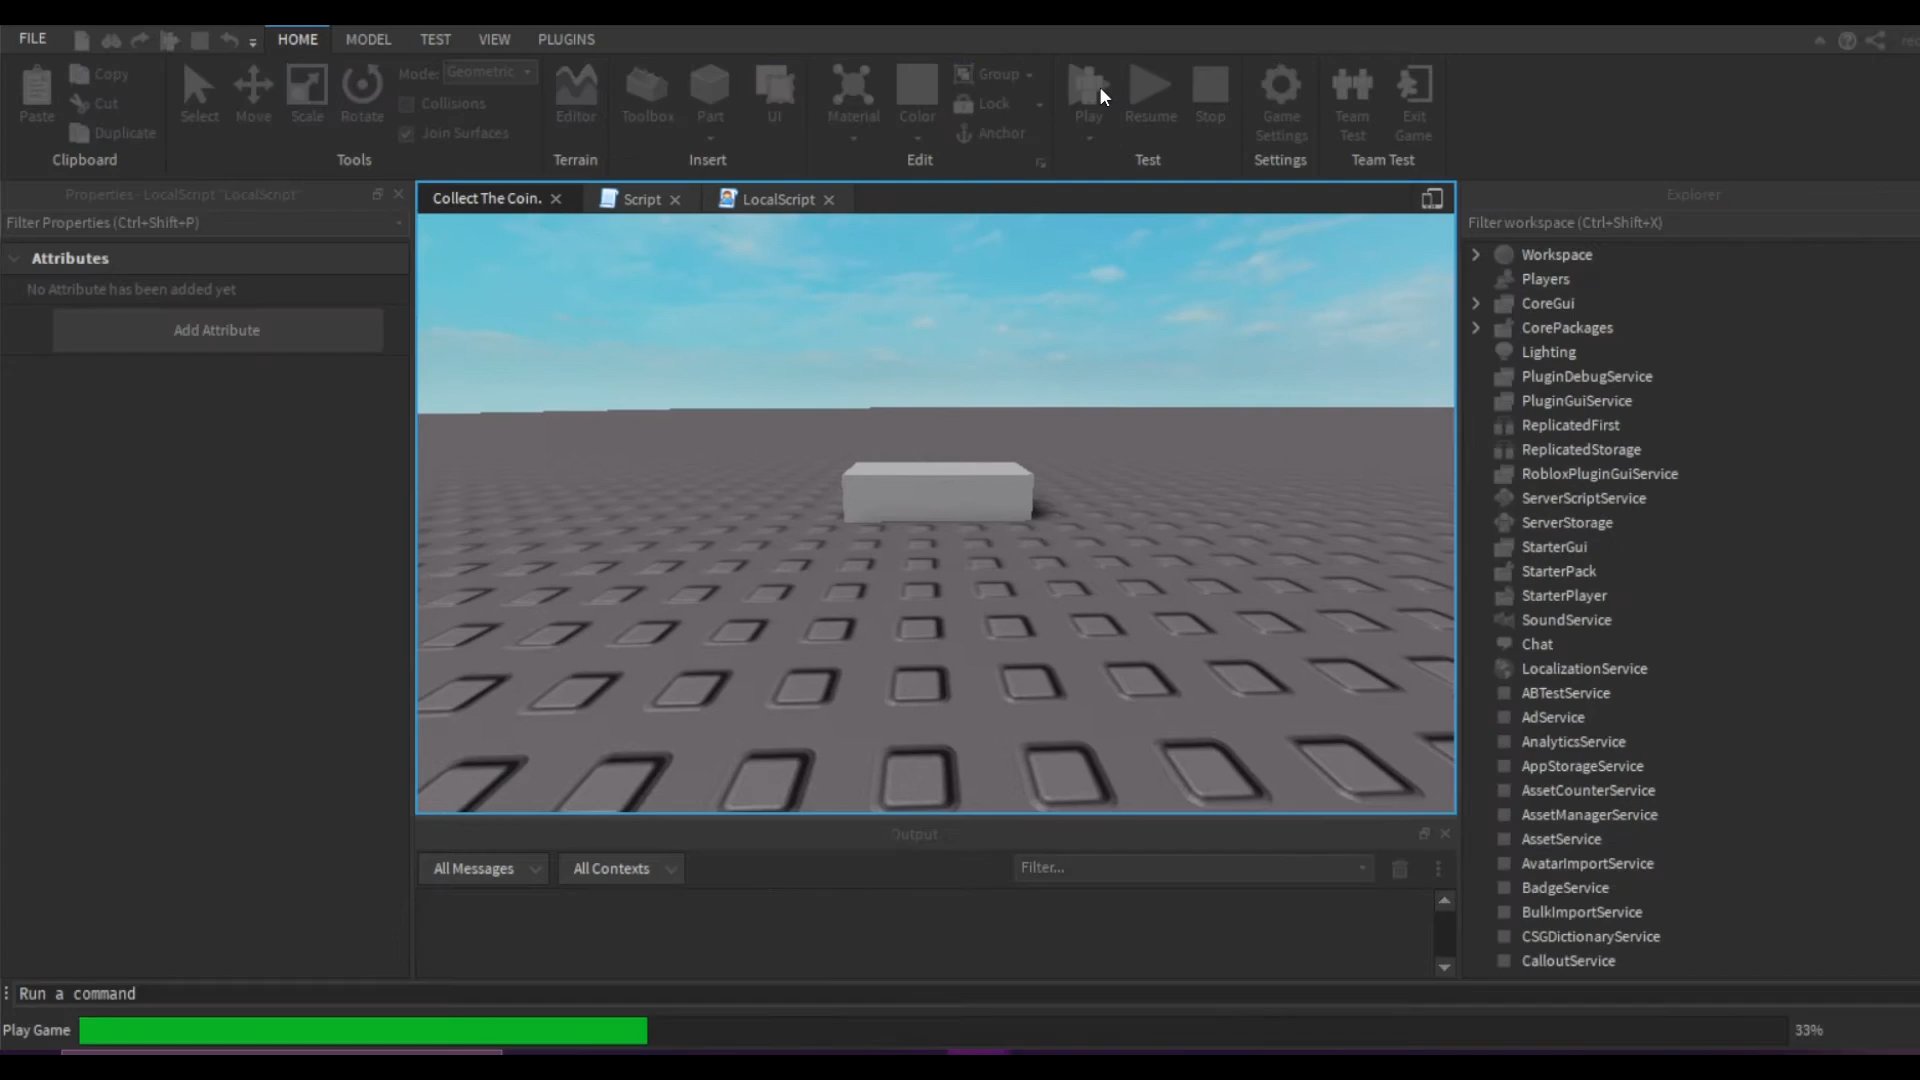 FILE
HOME
MODEL
TEST
VIEW
PLUGINS
Paste
Copy
Cut
Duplicate
Clipboard
Select
Move
Scale
Rotate
Mode:
Geometric
Collisions
Join Surfaces
Tools
Editor
Terrain
Toolbox
Part
UI
Insert
Material
Color
Group
Lock
Anchor
Edit
Play
Resume
Stop
Test
Game
Settings
Settings
Team
Test
Exit
Game
Team Test
Properties - LocalScript "LocalScript"
Filter Properties (Ctrl+Shift+P)
Attributes
No Attribute has been added yet
Add Attribute
Collect The Coin.
Script
LocalScript
Explorer
Filter workspace (Ctrl+Shift+X)
Workspace
Players
CoreGui
CorePackages
Lighting
PluginDebugService
PluginGuiService
ReplicatedFirst
ReplicatedStorage
RobloxPluginGuiService
ServerScriptService
ServerStorage
StarterGui
StarterPack
StarterPlayer
SoundService
Chat
LocalizationService
ABTestService
AdService
AnalyticsService
AppStorageService
AssetCounterService
AssetManagerService
AssetService
AvatarImportService
BadgeService
BulkImportService
CSGDictionaryService
CalloutService
Output
All Messages
All Contexts
Filter...
Run a command
Play Game
33%